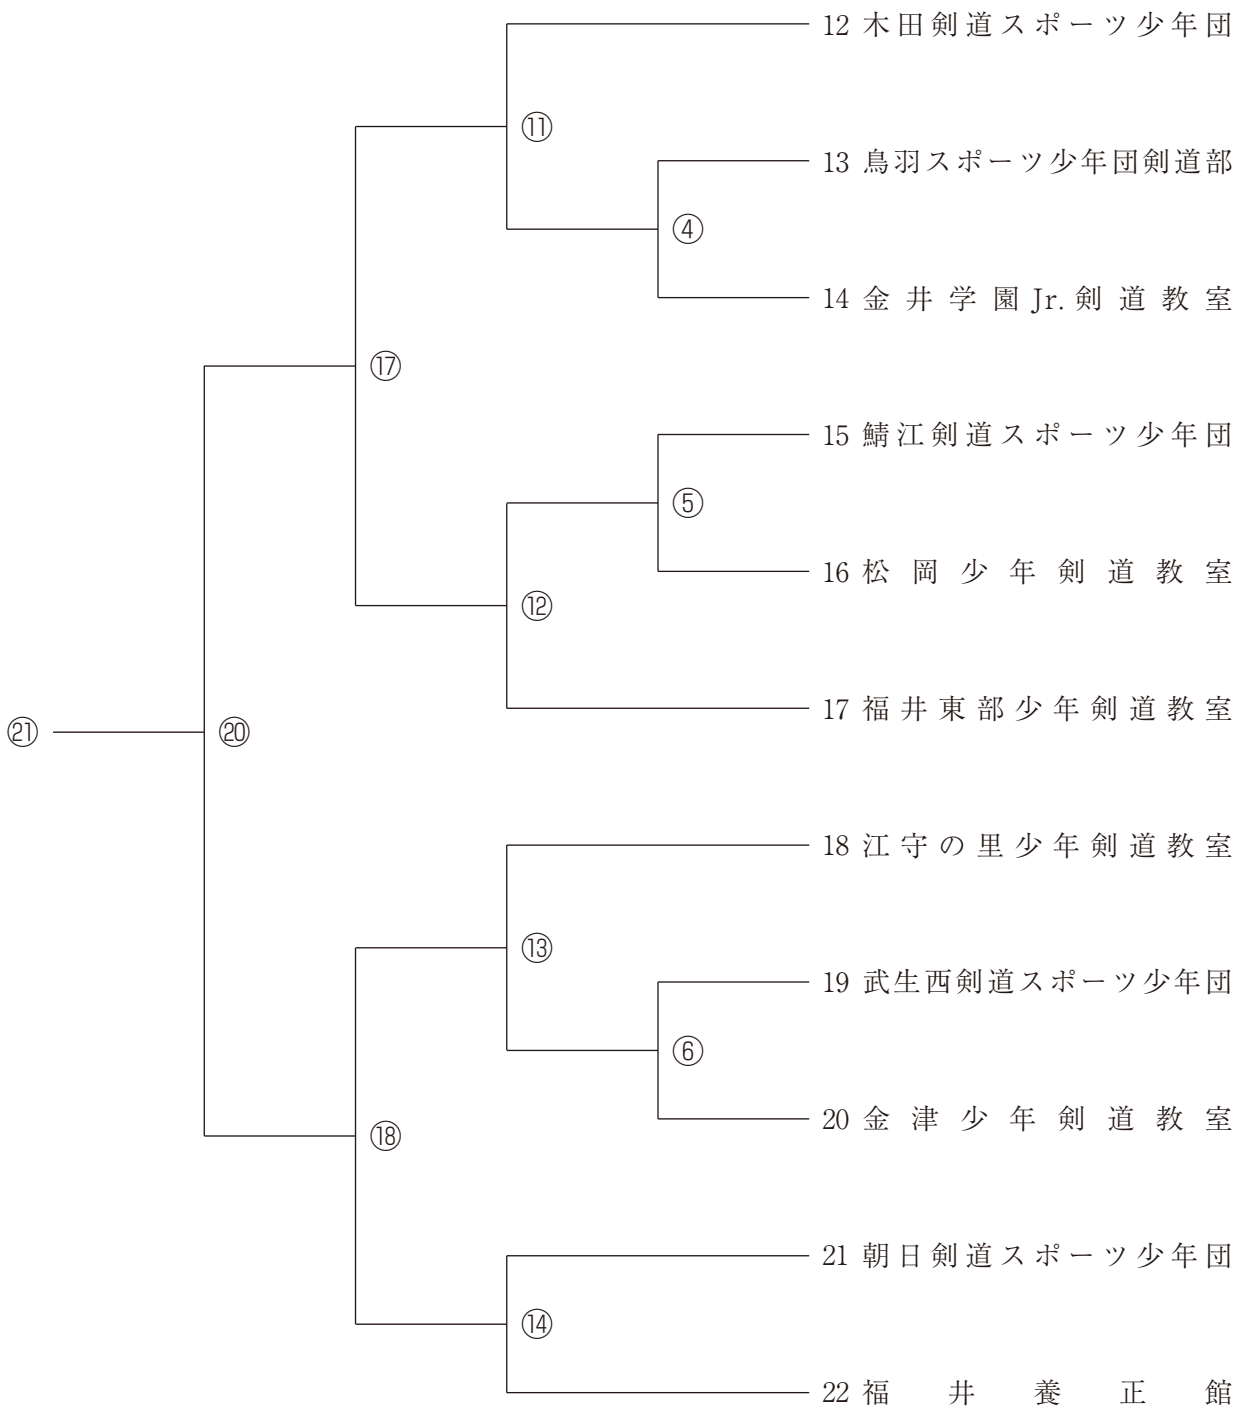 12 木田剣道スポーツ少年団
⑪
13 鳥羽スポーツ少年団剣道部
④
14 金井学園Jr.剣道教室
⑰
15 鯖江剣道スポーツ少年団
⑤
16 松岡少年剣道教室
⑫
17 福井東部少年剣道教室
㉑ ⑳
18 江守の里少年剣道教室
⑬
19 武生西剣道スポーツ少年団
⑥
20 金津少年剣道教室
⑱
21 朝日剣道スポーツ少年団
⑭
22 福井養正館